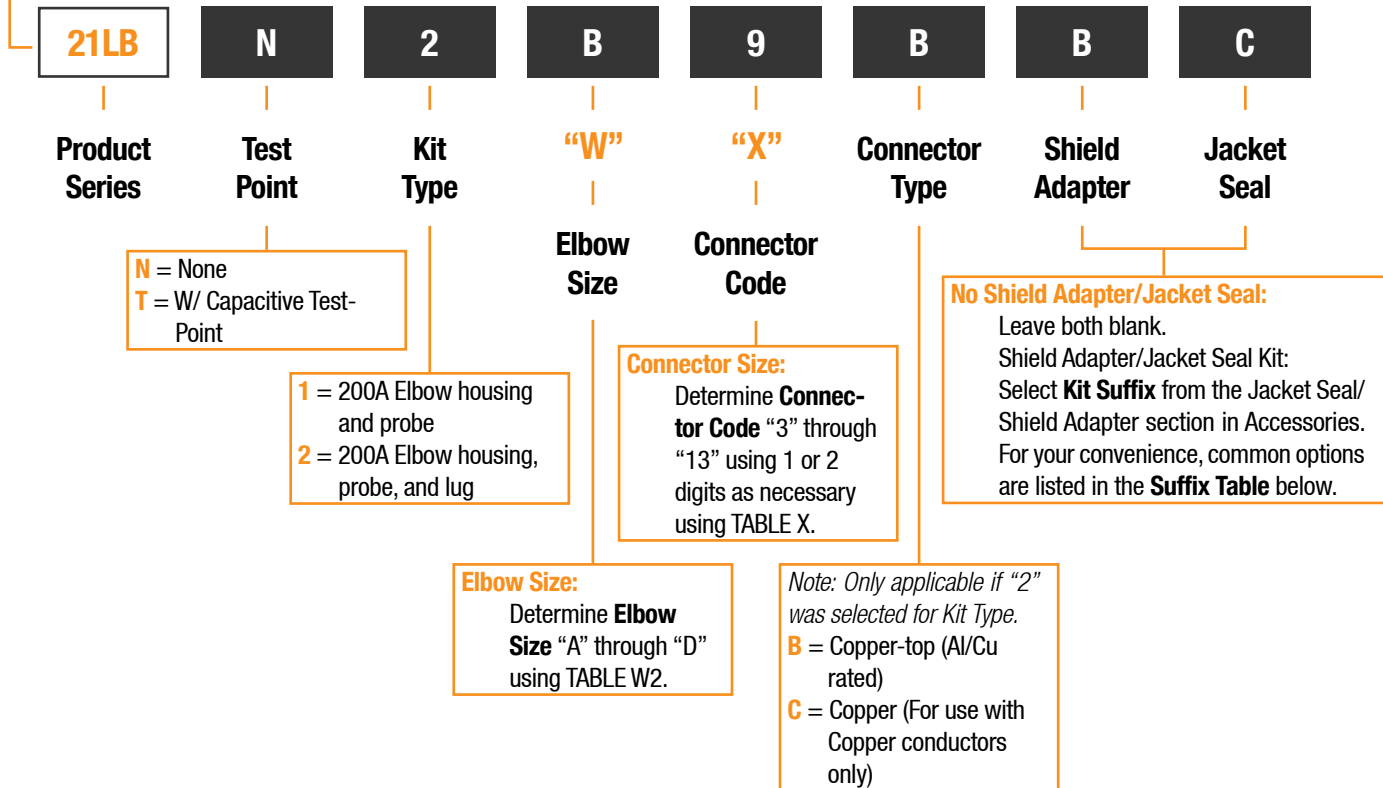 21LB N 2 B 9 B B C
Product Series
Test Point
Kit Type
“W”
Elbow Size
“X”
Connector Code
Connector Type
Shield Adapter
Jacket Seal
N = None
T = W/ Capacitive Test-
Point
1 = 200A Elbow housing
and probe
2 = 200A Elbow housing,
probe, and lug
Elbow Size:
Determine Elbow
Size “A” through “D”
using TABLE W2.
Connector Size:
Determine Connec-
tor Code “3” through
“13” using 1 or 2
digits as necessary
using TABLE X.
Note: Only applicable if “2”
was selected for Kit Type.
B = Copper-top (Al/Cu
rated)
C = Copper (For use with
Copper conductors
only)
No Shield Adapter/Jacket Seal:
Leave both blank.
Shield Adapter/Jacket Seal Kit:
Select Kit Suffix from the Jacket Seal/
Shield Adapter section in Accessories.
For your convenience, common options
are listed in the Suffix Table below.